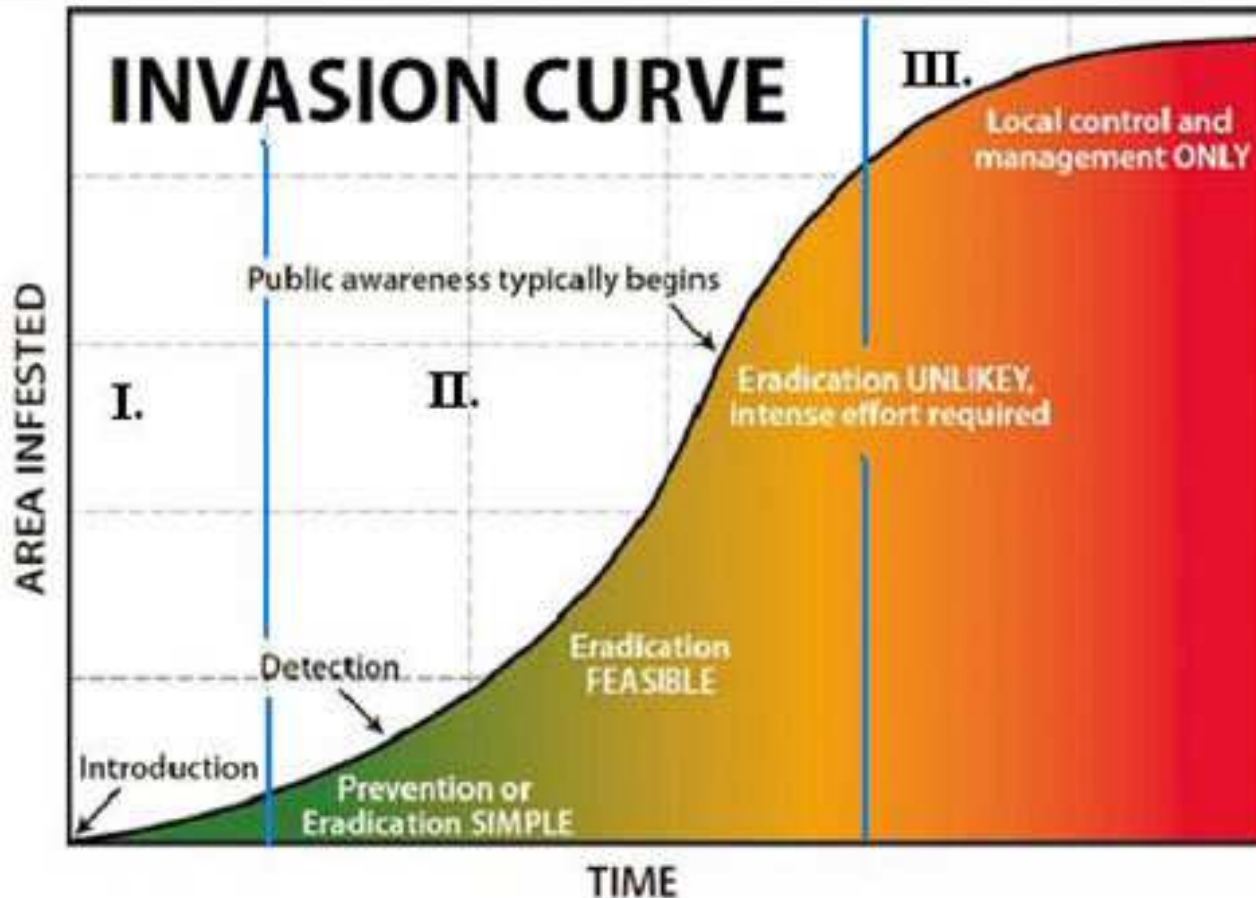 INVASION CURVE
III.
Local control and
management ONLY
Public awareness typically begins
I.
II.
Eradication UNLIKEY,
intense effort required
AREA INFESTED
Eradication
FEASIBLE
Detection
Introduction
Prevention or
Eradication SIMPLE
TIME